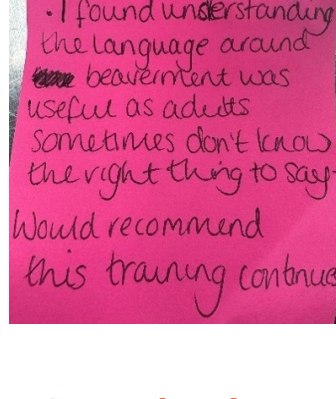 · I found understanding
the language around
beaverment was
useful as adults
sometimes don't know
the right thing to say
Would recommend
this training continue